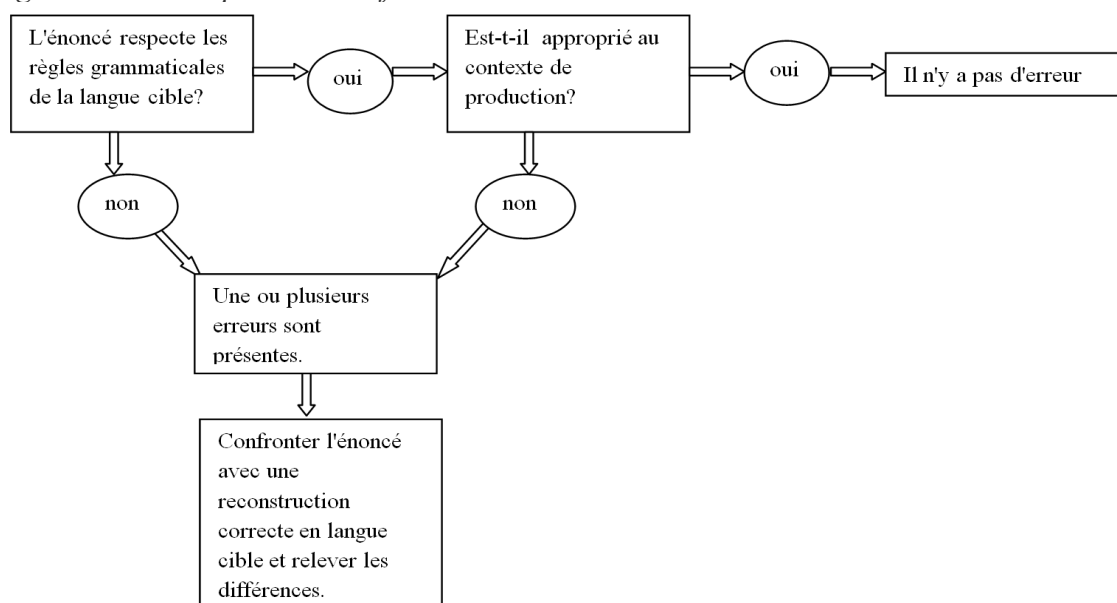 L'énoncé respecte les
règles grammaticales
de la langue cible?
oui
Est-t-il approprié au
contexte de
production?
oui
Il n'y a pas d'erreur
non
non
Une ou plusieurs
erreurs sont
présentes.
Confronter l'énoncé
avec une
reconstruction
correcte en langue
cible et relever les
différences.